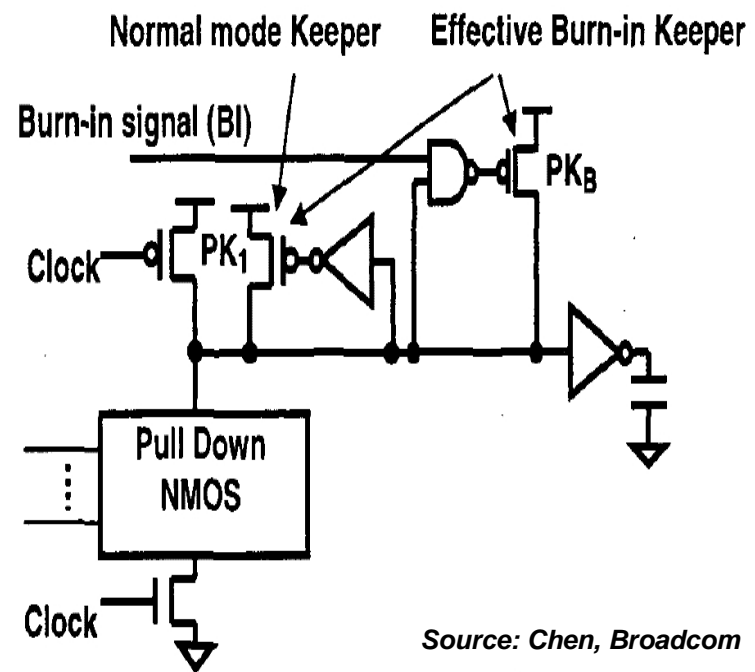 Normal mode Keeper
Effective Burn-in Keeper
Burn-in signal (BI)
PKB
Clock
PK1
Pull Down
NMOS
Clock
Source: Chen, Broadcom